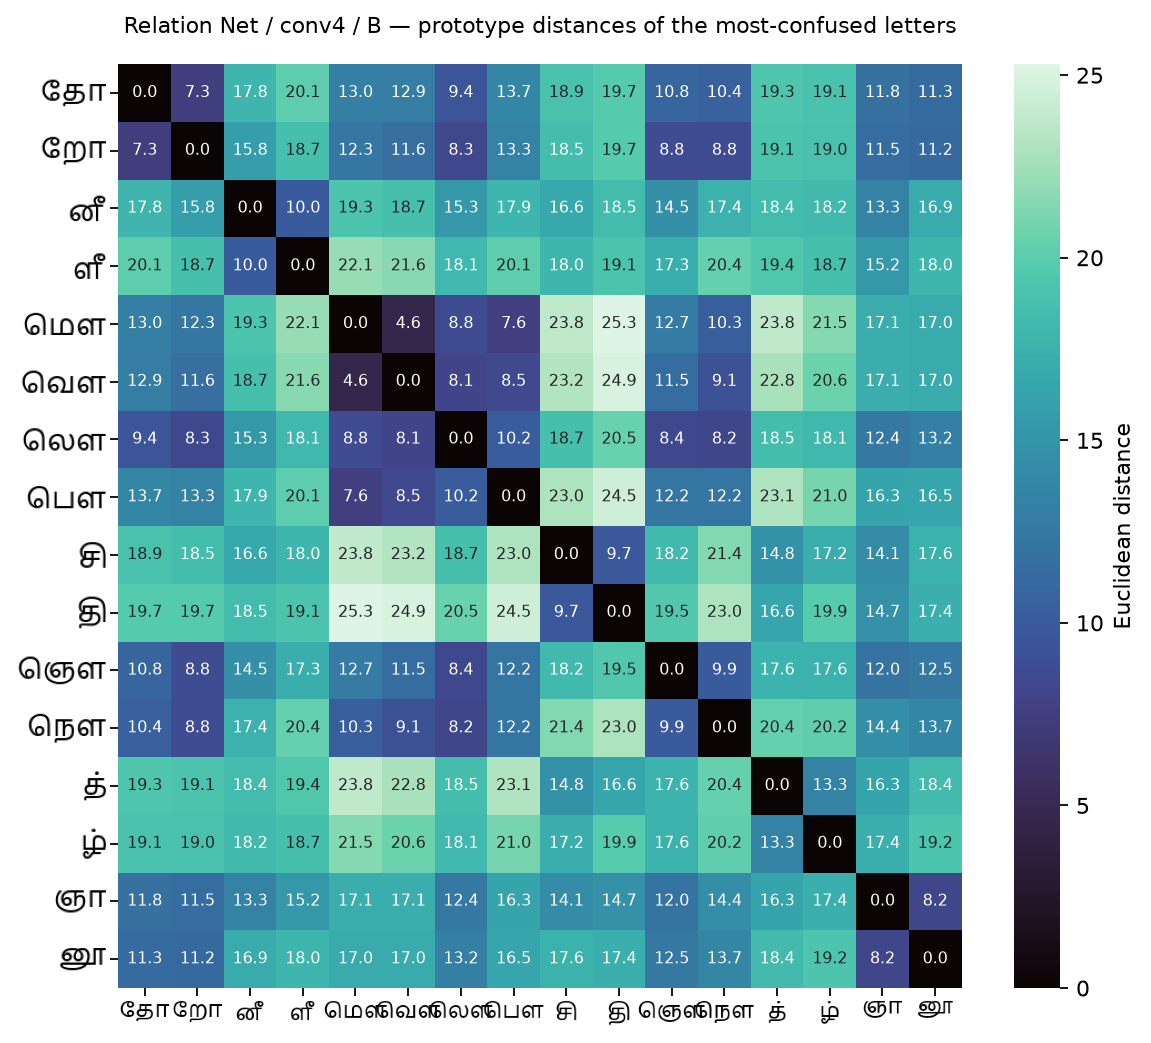 Relation Net / conv4 / B — prototype distances of the most-confused letters
தோ 0.0 7.3 17.8 20.1 13.0 12.9 9.4 13.7 18.9 19.7 10.8 10.4 19.3 19.1 11.8 11.3
றோ 7.3 0.0 15.8 18.7 12.3 11.6 8.3 13.3 18.5 19.7 8.8 8.8 19.1 19.0 11.5 11.2
னீ 17.8 15.8 0.0 10.0 19.3 18.7 15.3 17.9 16.6 18.5 14.5 17.4 18.4 18.2 13.3 16.9
ளீ 20.1 18.7 10.0 0.0 22.1 21.6 18.1 20.1 18.0 19.1 17.3 20.4 19.4 18.7 15.2 18.0
மௌ 13.0 12.3 19.3 22.1 0.0 4.6 8.8 7.6 23.8 25.3 12.7 10.3 23.8 21.5 17.1 17.0
வௌ 12.9 11.6 18.7 21.6 4.6 0.0 8.1 8.5 23.2 24.9 11.5 9.1 22.8 20.6 17.1 17.0
லௌ 9.4 8.3 15.3 18.1 8.8 8.1 0.0 10.2 18.7 20.5 8.4 8.2 18.5 18.1 12.4 13.2
பௌ 13.7 13.3 17.9 20.1 7.6 8.5 10.2 0.0 23.0 24.5 12.2 12.2 23.1 21.0 16.3 16.5
சி 18.9 18.5 16.6 18.0 23.8 23.2 18.7 23.0 0.0 9.7 18.2 21.4 14.8 17.2 14.1 17.6
தி 19.7 19.7 18.5 19.1 25.3 24.9 20.5 24.5 9.7 0.0 19.5 23.0 16.6 19.9 14.7 17.4
ஞௌ 10.8 8.8 14.5 17.3 12.7 11.5 8.4 12.2 18.2 19.5 0.0 9.9 17.6 17.6 12.0 12.5
நௌ 10.4 8.8 17.4 20.4 10.3 9.1 8.2 12.2 21.4 23.0 9.9 0.0 20.4 20.2 14.4 13.7
த் 19.3 19.1 18.4 19.4 23.8 22.8 18.5 23.1 14.8 16.6 17.6 20.4 0.0 13.3 16.3 18.4
ழ் 19.1 19.0 18.2 18.7 21.5 20.6 18.1 21.0 17.2 19.9 17.6 20.2 13.3 0.0 17.4 19.2
ஞா 11.8 11.5 13.3 15.2 17.1 17.1 12.4 16.3 14.1 14.7 12.0 14.4 16.3 17.4 0.0 8.2
னூ 11.3 11.2 16.9 18.0 17.0 17.0 13.2 16.5 17.6 17.4 12.5 13.7 18.4 19.2 8.2 0.0
தோ றோ னீ ளீ மௌ வௌ லௌ பௌ சி தி ஞௌ நௌ த் ழ் ஞா னூ
25
20
15
10
5
0
Euclidean distance